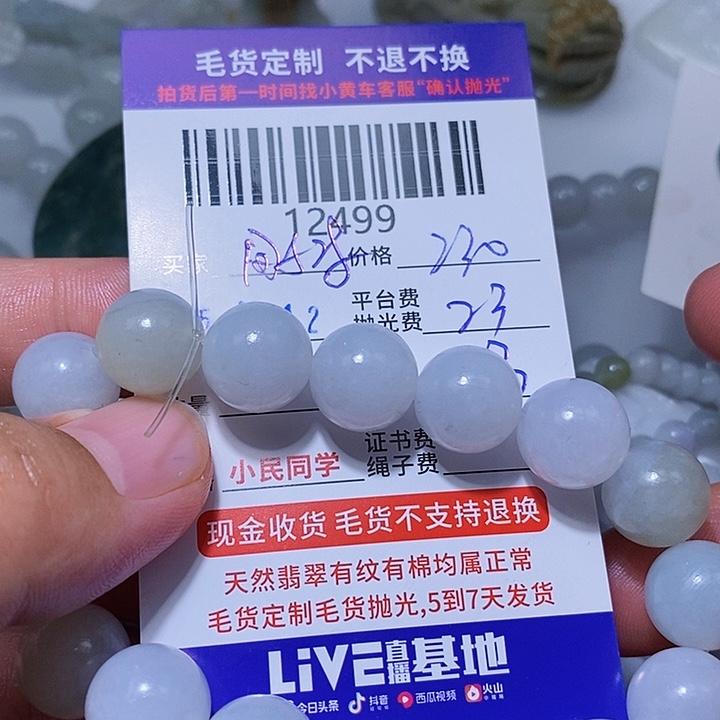 毛货定制 不退不换
拍货后第一时间找小黄车客服“确认抛光”
12499
买家 价格 230
平台费
抛光费 23
证书费
小民同学 绳子费
现金收货 毛货不支持退换
天然翡翠有纹有棉均属正常
毛货定制毛货抛光,5到7天发货
LiVE直播基地
今日头条 抖音 西瓜视频 火山